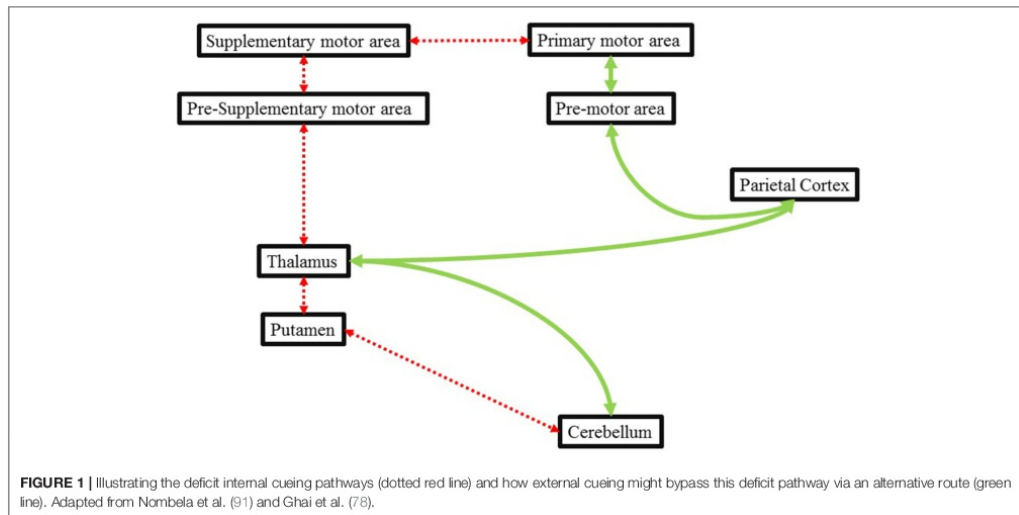 Supplementary motor area
Primary motor area
Pre-Supplementary motor area
Pre-motor area
Parietal Cortex
Thalamus
Putamen
Cerebellum
FIGURE 1 | Illustrating the deficit internal cueing pathways (dotted red line) and how external cueing might bypass this deficit pathway via an alternative route (green
line). Adapted from Nombela et al. (91) and Ghai et al. (78).